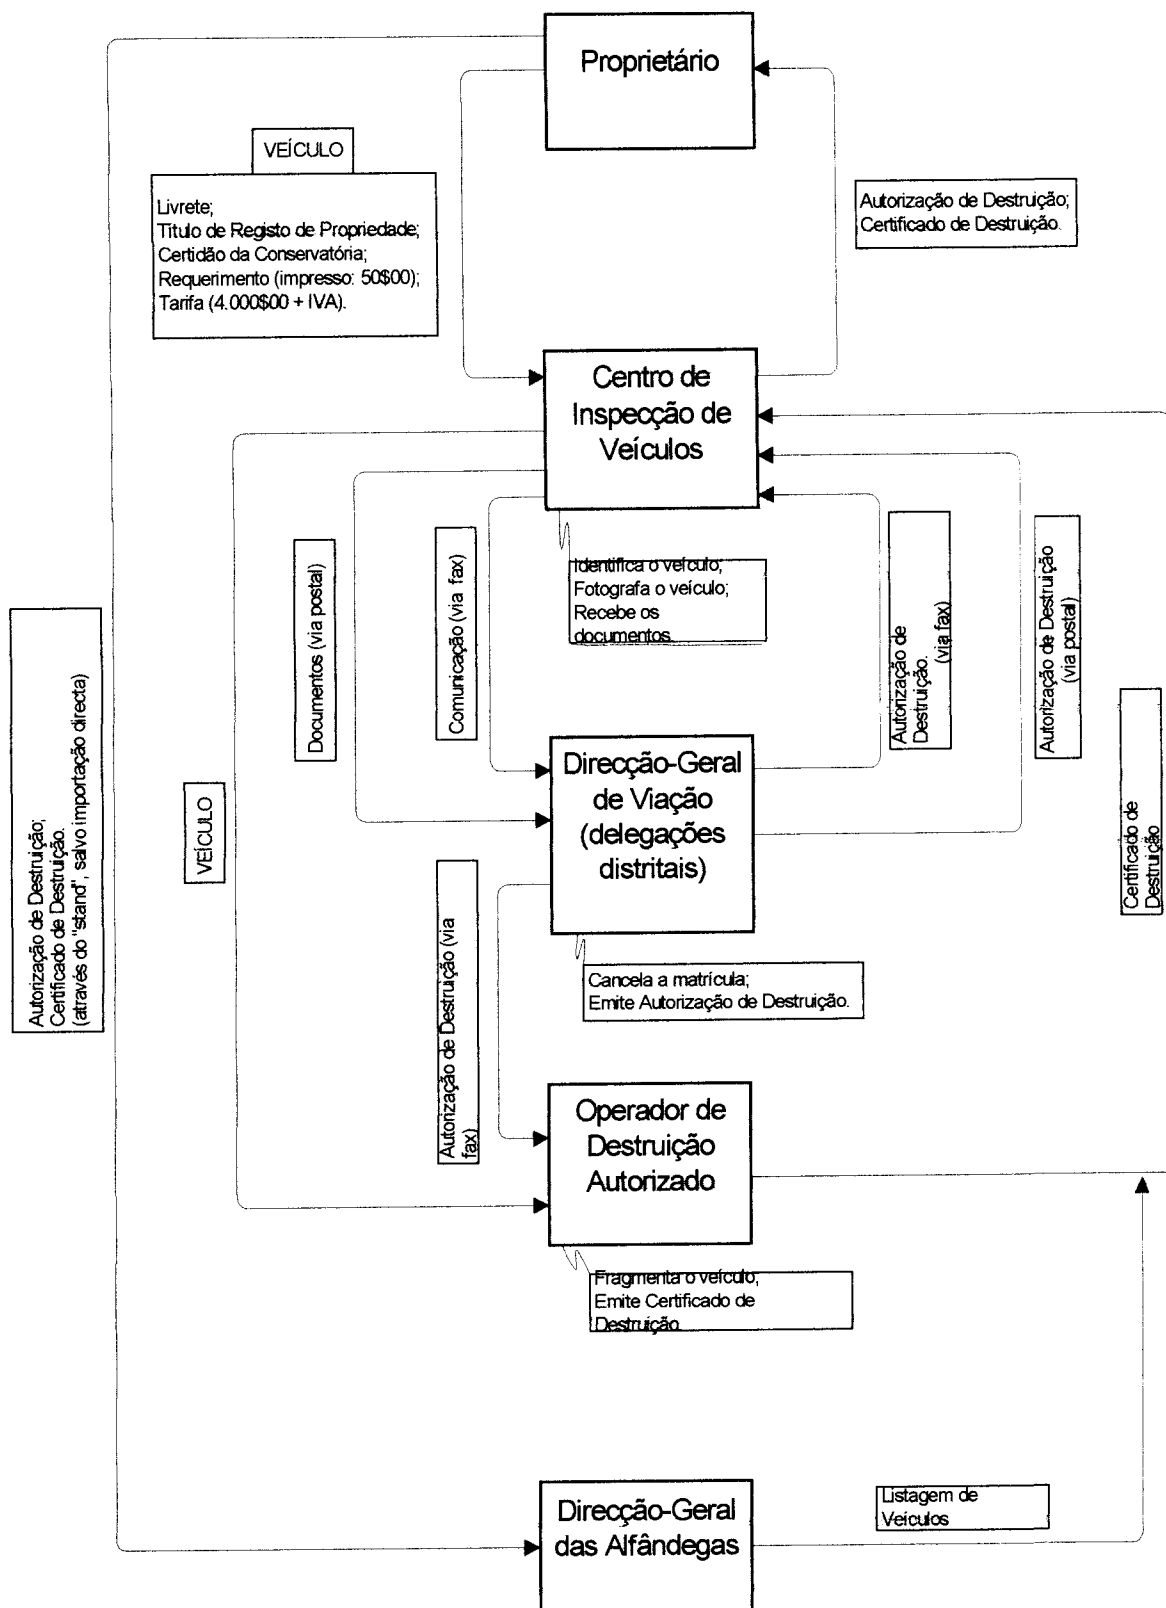 Proprietário
VEÍCULO
Livrete;
Titulo de Registo de Propriedade;
Certidão da Conservatória;
Requerimento (impresso: 50$00);
Tarifa (4.000$00 + IVA).
Autorização de Destruição;
Certificado de Destruição.
Centro de
Inspecção de
Veículos
Identifica o veículo;
Fotografa o veículo;
Recebe os
documentos.
Documentos (via postal)
Comunicação (via fax)
Autorização de
Destruição.
(via fax)
Autorização de Destruição
(via postal)
Autorização de Destruição;
Certificado de Destruição.
(através do "stand", salvo importação directa)
VEÍCULO
Direcção-Geral
de Viação
(delegações
distritais)
Certificado de
Destruição
Cancela a matrícula;
Emite Autorização de Destruição.
Autorização de Destruição (via
fax)
Operador de
Destruição
Autorizado
Fragmenta o veículo;
Emite Certificado de
Destruição
Direcção-Geral
das Alfândegas
Listagem de
Veículos